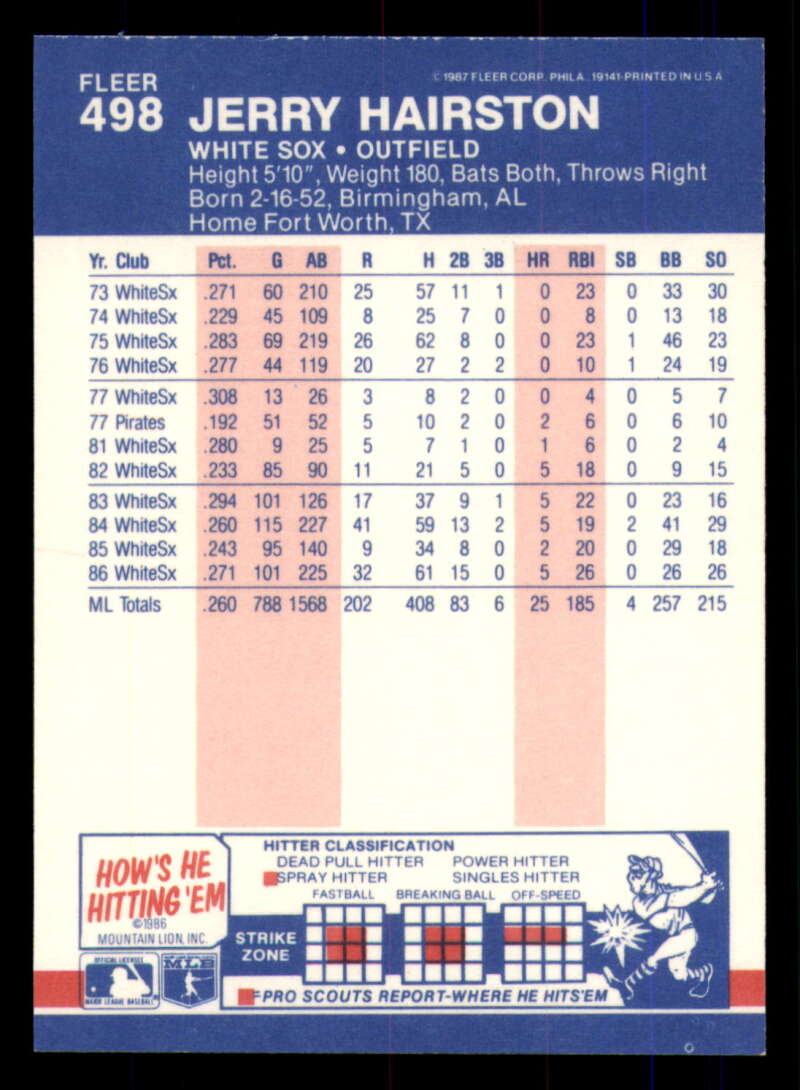 FLEER
© 1987 FLEER CORP. PHILA. 19141-PRINTED IN U S A
498 JERRY HAIRSTON
WHITE SOX • OUTFIELD
Height 5'10", Weight 180, Bats Both, Throws Right
Born 2-16-52, Birmingham, AL
Home Fort Worth, TX
Yr. Club Pct. G AB R H 2B 3B HR RBI SB BB SO
73 WhiteSx .271 60 210 25 57 11 1 0 23 0 33 30
74 WhiteSx .229 45 109 8 25 7 0 0 8 0 13 18
75 WhiteSx .283 69 219 26 62 8 0 0 23 1 46 23
76 WhiteSx .277 44 119 20 27 2 2 0 10 1 24 19
77 WhiteSx .308 13 26 3 8 2 0 0 4 0 5 7
77 Pirates .192 51 52 5 10 2 0 2 6 0 6 10
81 WhiteSx .280 9 25 5 7 1 0 1 6 0 2 4
82 WhiteSx .233 85 90 11 21 5 0 5 18 0 9 15
83 WhiteSx .294 101 126 17 37 9 1 5 22 0 23 16
84 WhiteSx .260 115 227 41 59 13 2 5 19 2 41 29
85 WhiteSx .243 95 140 9 34 8 0 2 20 0 29 18
86 WhiteSx .271 101 225 32 61 15 0 5 26 0 26 26
ML Totals .260 788 1568 202 408 83 6 25 185 4 257 215
HOW'S HE
HITTING 'EM
©1986
MOUNTAIN LION, INC.
HITTER CLASSIFICATION
DEAD PULL HITTER POWER HITTER
SPRAY HITTER SINGLES HITTER
FASTBALL BREAKING BALL OFF-SPEED
STRIKE
ZONE
=PRO SCOUTS REPORT-WHERE HE HITS'EM
OFFICIAL LICENSEE
MAJOR LEAGUE BASEBALL
MLB